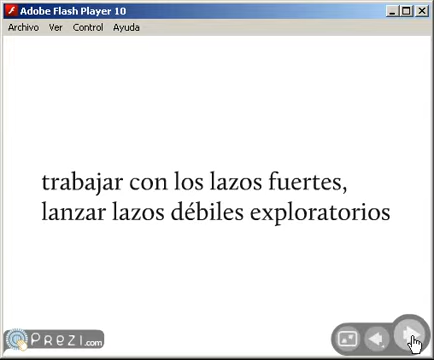 Adobe Flash Player 10
Archivo Ver Control Ayuda
trabajar con los lazos fuertes,
lanzar lazos débiles exploratorios
PREZI.com